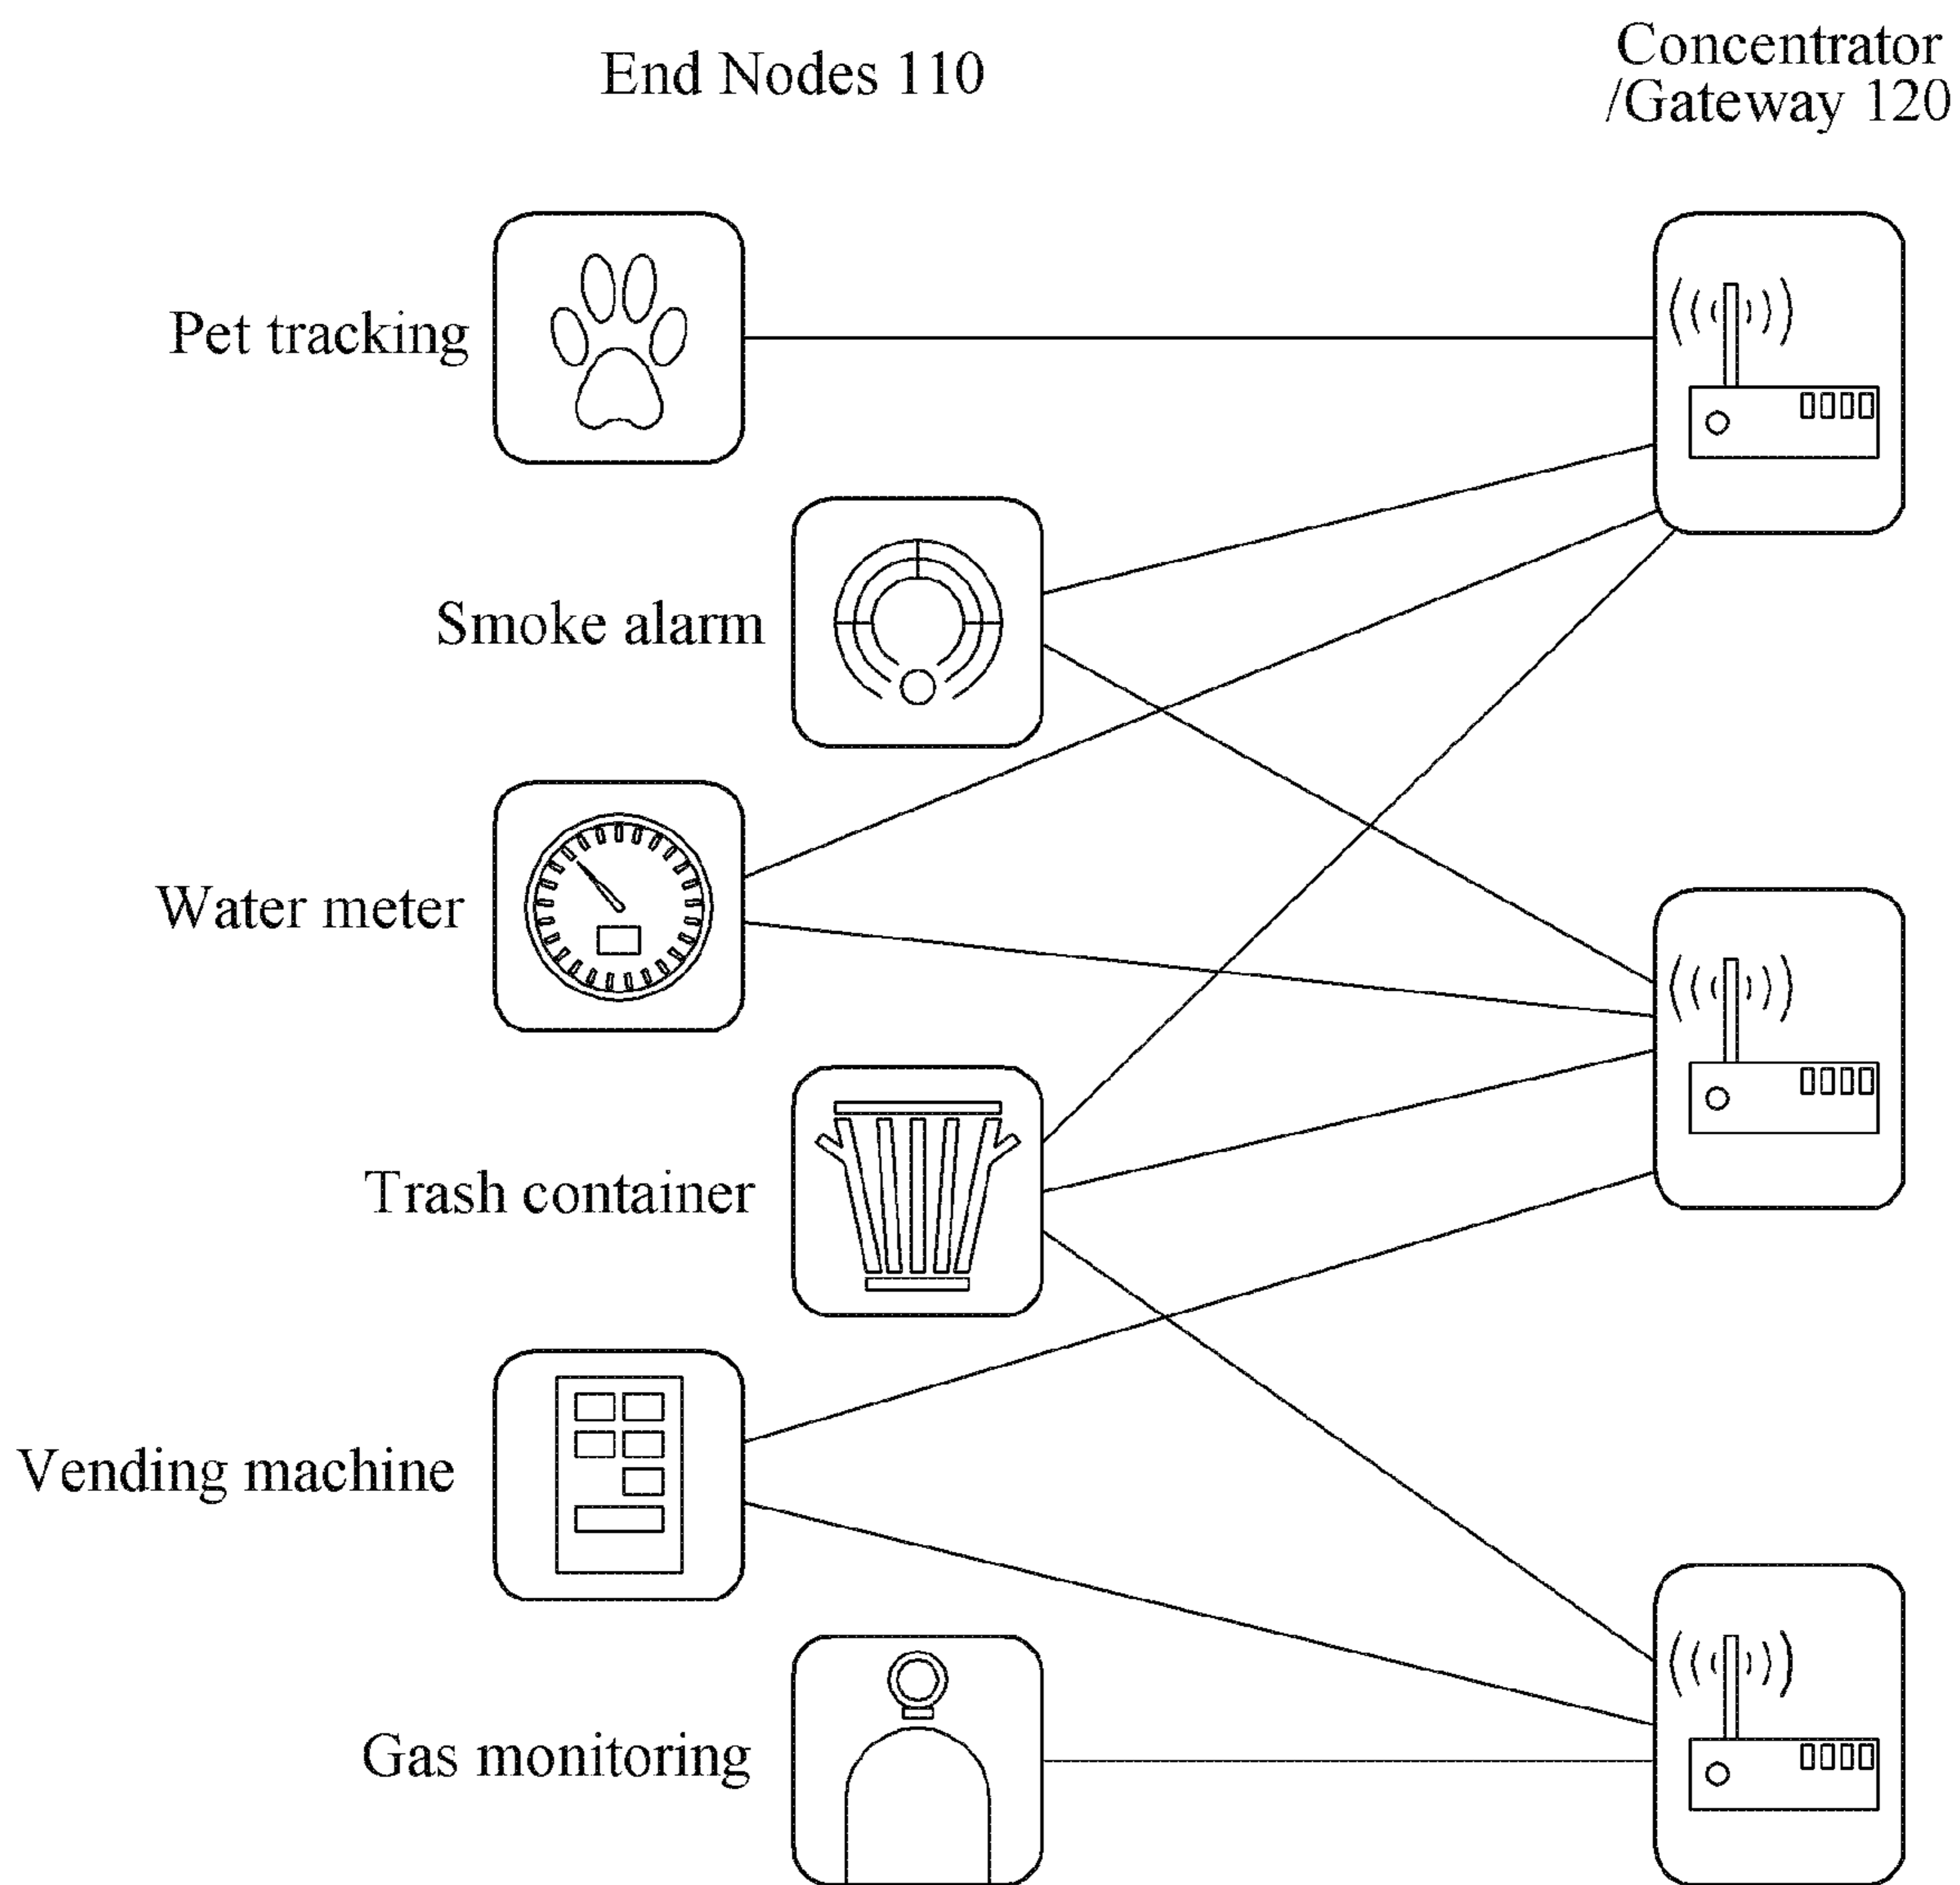 End Nodes 110
Concentrator
/Gateway 120
Pet tracking
Smoke alarm
Water meter
Trash container
Vending machine
Gas monitoring